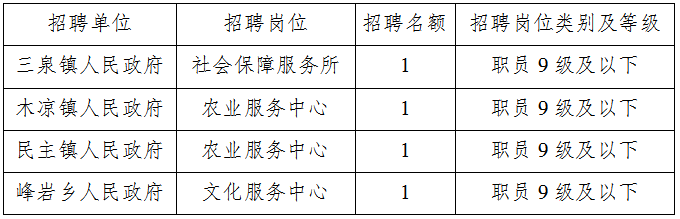 招聘单位 招聘岗位 招聘名额 招聘岗位类别及等级
三泉镇人民政府 社会保障服务所 1 职员 9 级及以下
木凉镇人民政府 农业服务中心 1 职员 9 级及以下
民主镇人民政府 农业服务中心 1 职员 9 级及以下
峰岩乡人民政府 文化服务中心 1 职员 9 级及以下